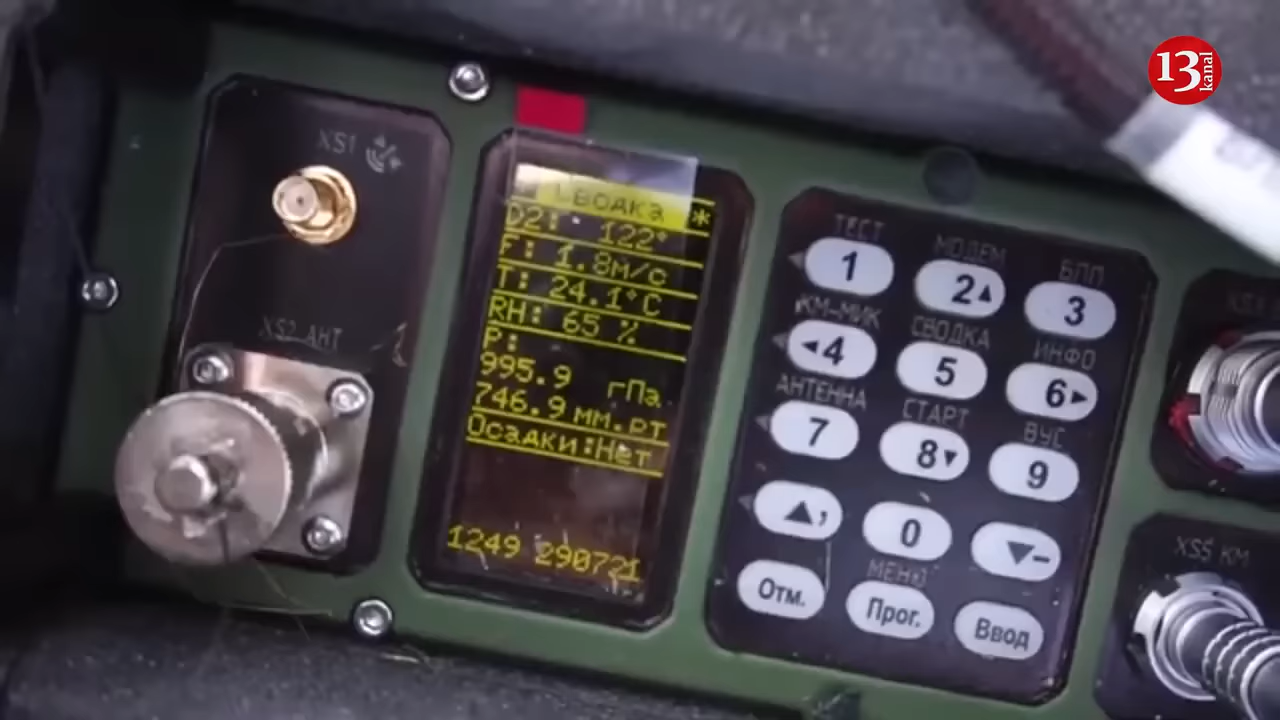 13 kanal
XS1
XS2 АНТ
Сводка *
D2: 122°
F: 1.8м/с
T: 24.1°C
RH: 65 %
P:
995.9 гПа
746.9 мм.рт
Осадки:Нет
1249 290721
ТЕСТ МОДЕМ БЛП
1 2▲ 3
КМ-МИК СВОДКА ИНФО
◄4 5 6►
АНТЕННА СТАРТ ВУС
7 8▼ 9
▲, 0 ▼–
МЕНЮ
Отм. Прог. Ввод
XS5 КМ